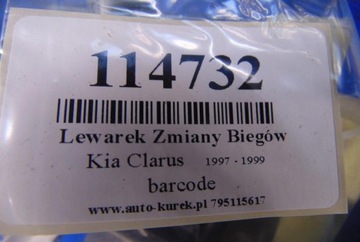 114732
Lewarek Zmiany Biegów
Kia Clarus 1997 - 1999
barcode
www.auto-kurek.pl 795115617